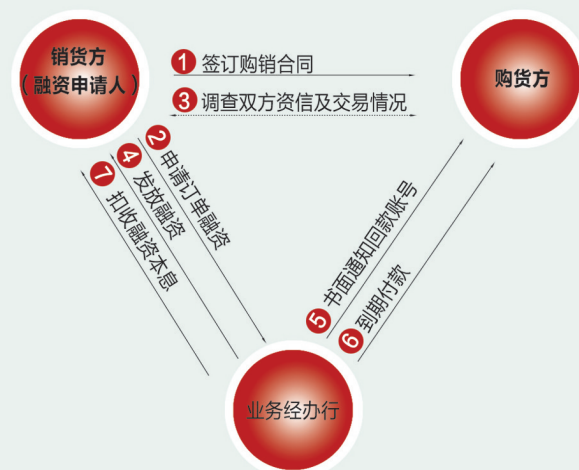 销货方
（融资申请人）
购货方
1 签订购销合同
3 调查双方资信及交易情况
2 申请订单融资
4 发放融资
7 扣收融资本息
5 书面通知回款账号
6 到期付款
业务经办行